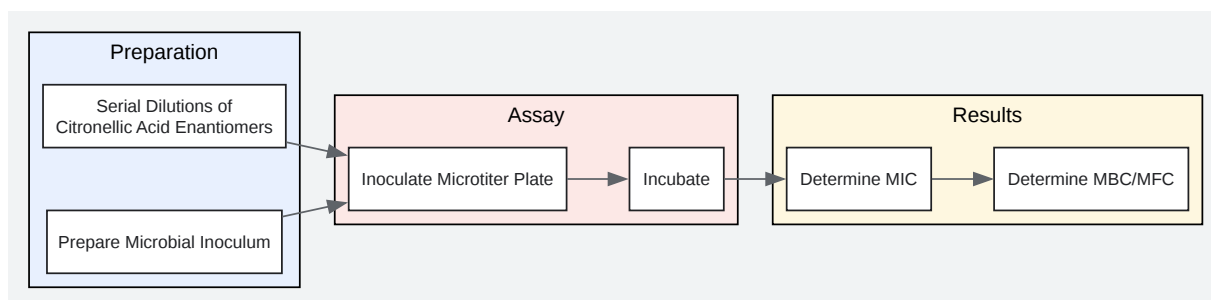 Preparation
Serial Dilutions of
Citronellic Acid Enantiomers
Prepare Microbial Inoculum
Assay
Inoculate Microtiter Plate
Incubate
Results
Determine MIC
Determine MBC/MFC